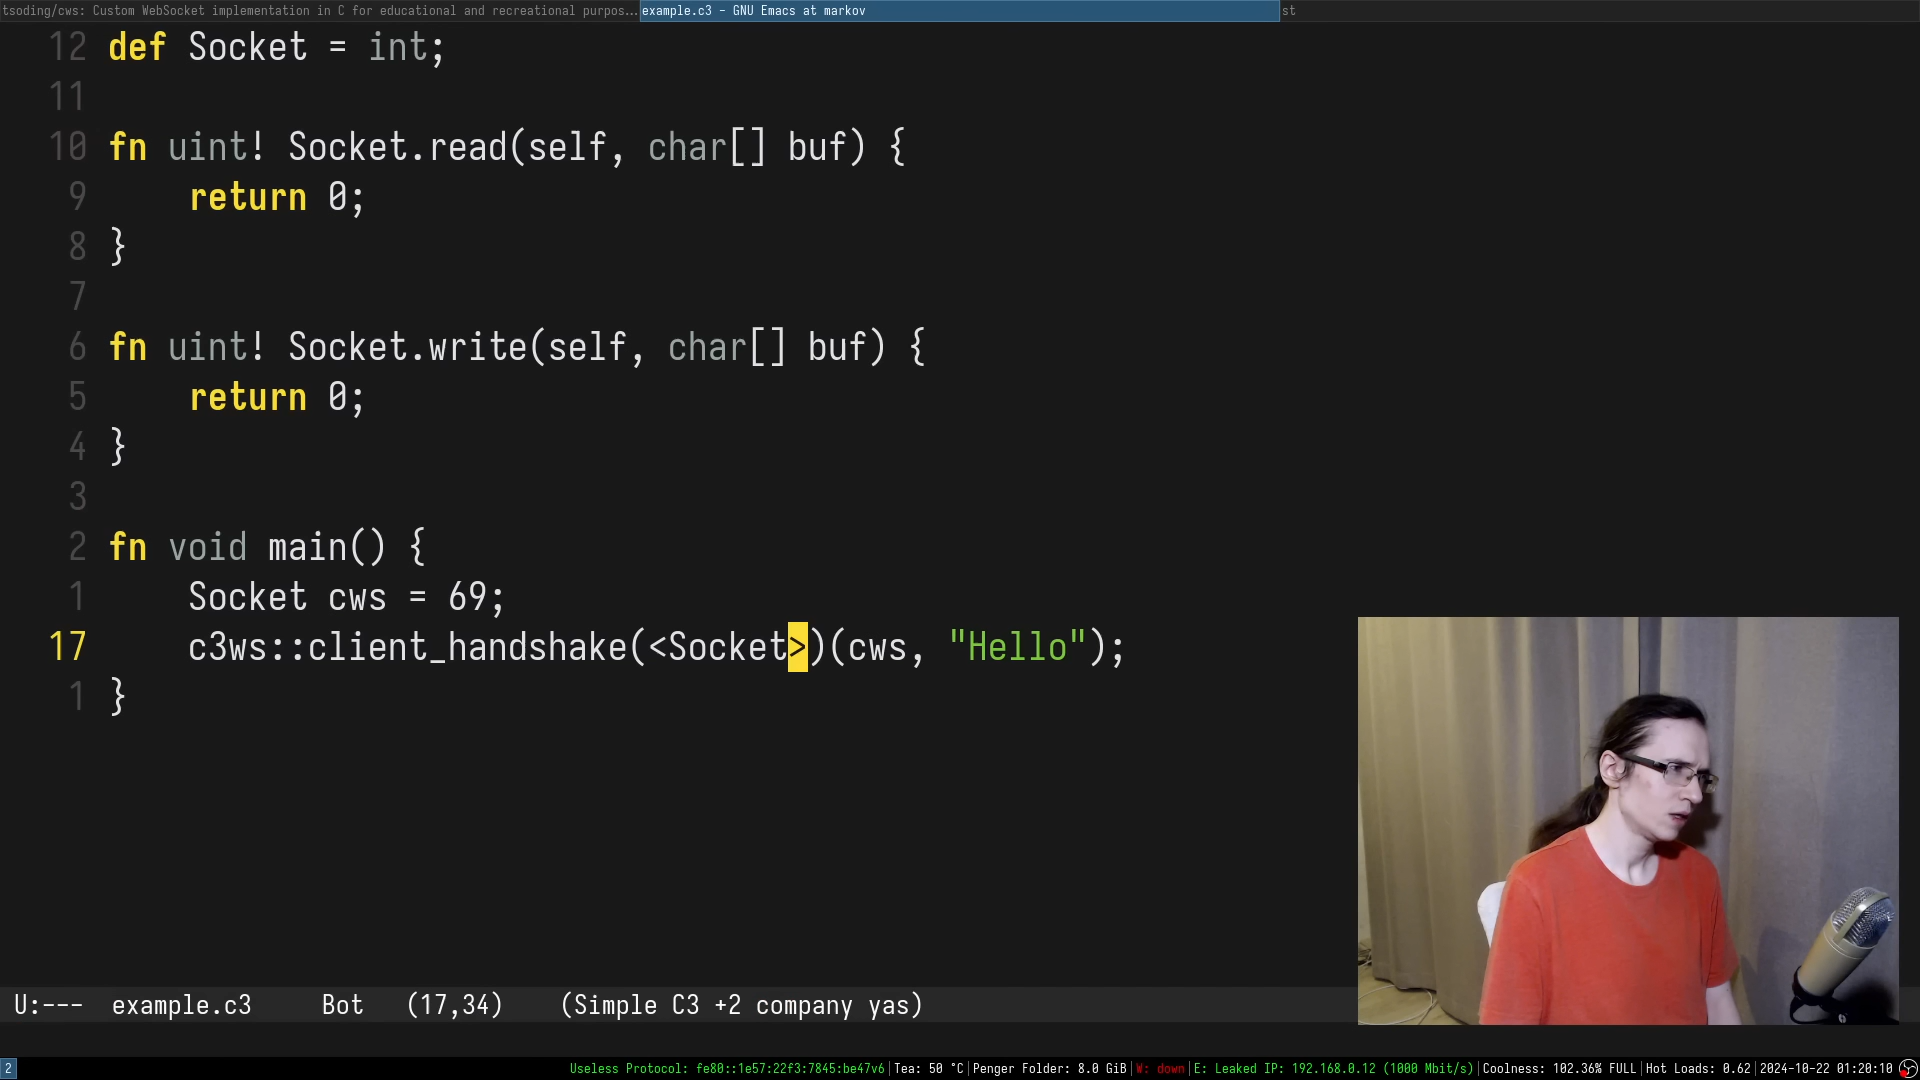 tsoding/cws: Custom WebSocket implementation in C for educational and recreational purpos... example.c3 - GNU Emacs at markov st
12 def Socket = int;
11
10 fn uint! Socket.read(self, char[] buf) {
9 return 0;
8 }
7
6 fn uint! Socket.write(self, char[] buf) {
5 return 0;
4 }
3
2 fn void main() {
1 Socket cws = 69;
17 c3ws::client_handshake(<Socket>)(cws, "Hello");
1 }
U:--- example.c3 Bot (17,34) (Simple C3 +2 company yas)
2 Useless Protocol: fe80::1e57:22f3:7845:be47v6|Tea: 50 °C|Penger Folder: 8.0 GiB|W: down|E: Leaked IP: 192.168.0.12 (1000 Mbit/s)|Coolness: 102.36% FULL|Hot Loads: 0.62|2024-10-22 01:20:10